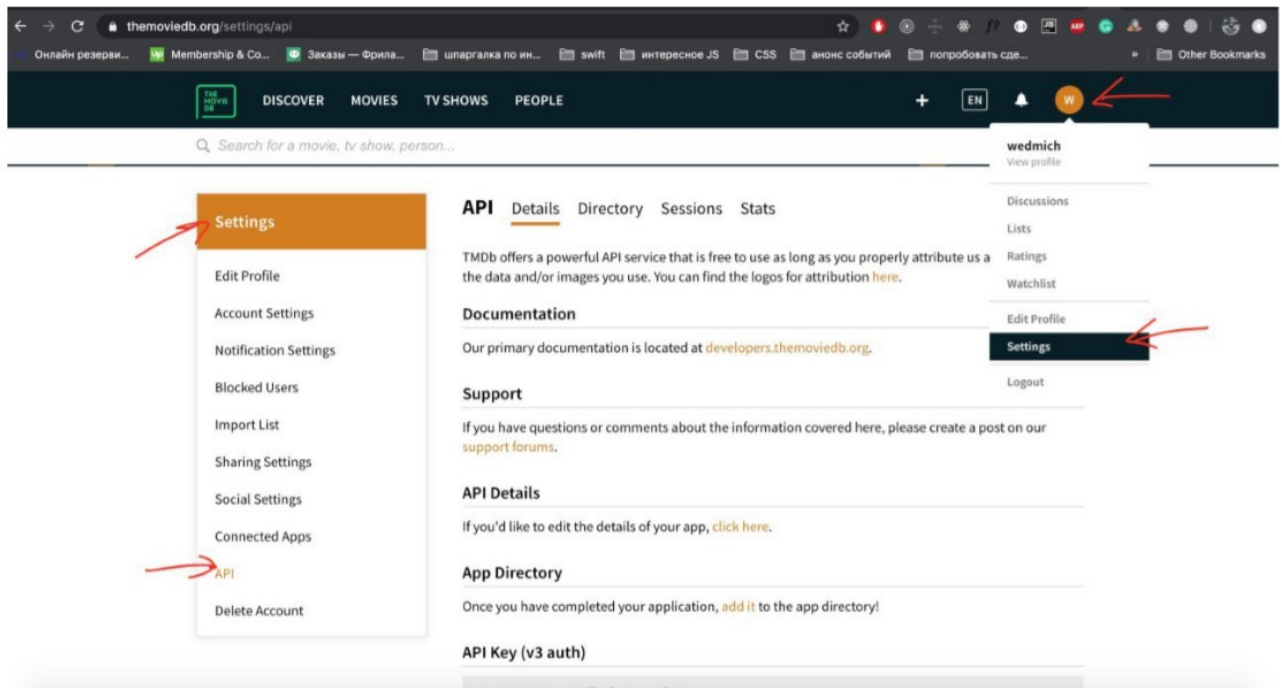 themoviedb.org/settings/api
Онлайн резерви... Membership & Co... Заказы — Фрила... шпаргалка по ин... swift интересное JS CSS анонс событий попробовать сде... » Other Bookmarks
THE MOVIE DB DISCOVER MOVIES TV SHOWS PEOPLE + EN W
Search for a movie, tv show, person...
wedmich
View profile
Discussions
Lists
Ratings
Watchlist
Edit Profile
Settings
Logout
Settings
Edit Profile
Account Settings
Notification Settings
Blocked Users
Import List
Sharing Settings
Social Settings
Connected Apps
API
Delete Account
API Details Directory Sessions Stats
TMDb offers a powerful API service that is free to use as long as you properly attribute us a
the data and/or images you use. You can find the logos for attribution here.
Documentation
Our primary documentation is located at developers.themoviedb.org.
Support
If you have questions or comments about the information covered here, please create a post on our
support forums.
API Details
If you'd like to edit the details of your app, click here.
App Directory
Once you have completed your application, add it to the app directory!
API Key (v3 auth)